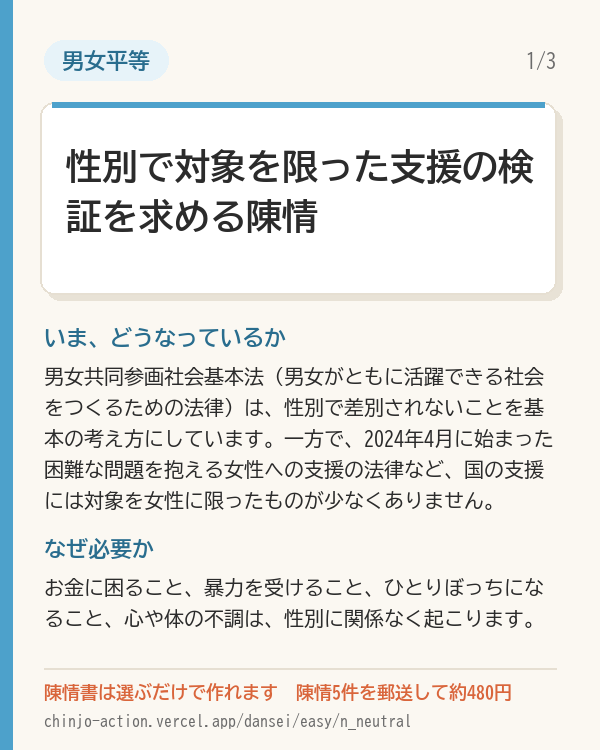 男女平等
1/3
性別で対象を限った支援の検
証を求める陳情
いま、どうなっているか
男女共同参画社会基本法（男女がともに活躍できる社会
をつくるための法律）は、性別で差別されないことを基
本の考え方にしています。一方で、2024年4月に始まった
困難な問題を抱える女性への支援の法律など、国の支援
には対象を女性に限ったものが少なくありません。
なぜ必要か
お金に困ること、暴力を受けること、ひとりぼっちにな
ること、心や体の不調は、性別に関係なく起こります。
陳情書は選ぶだけで作れます　陳情5件を郵送して約480円
chinjo-action.vercel.app/dansei/easy/n_neutral